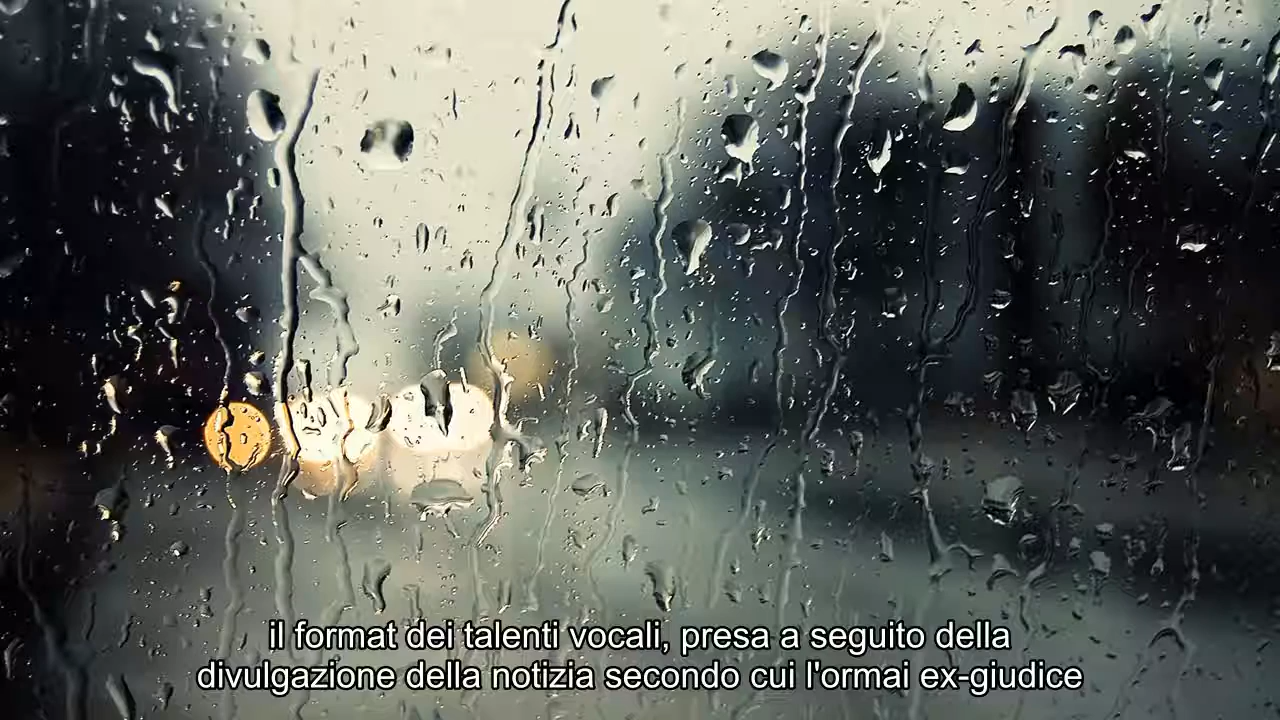 il format dei talenti vocali, presa a seguito della
divulgazione della notizia secondo cui l'ormai ex-giudice